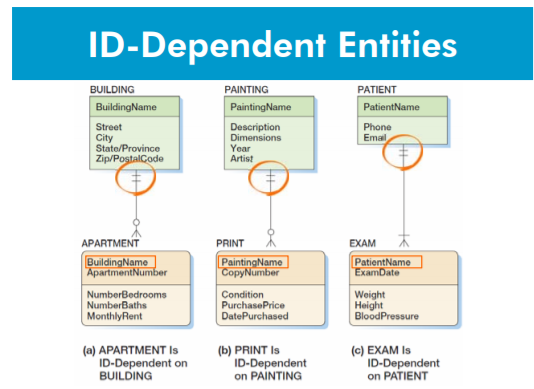 ID-Dependent Entities
BUILDING
BuildingName
Street
City
State/Province
Zip/PostalCode
APARTMENT
BuildingName
ApartmentNumber
NumberBedrooms
NumberBaths
MonthlyRent
(a) APARTMENT Is
ID-Dependent on
BUILDING
PAINTING
PaintingName
Description
Dimensions
Year
Artist
PRINT
PaintingName
CopyNumber
Condition
PurchasePrice
DatePurchased
(b) PRINT Is
ID-Dependent
on PAINTING
PATIENT
PatientName
Phone
Email
EXAM
PatientName
ExamDate
Weight
Height
BloodPressure
(c) EXAM Is
ID-Dependent
on PATIENT